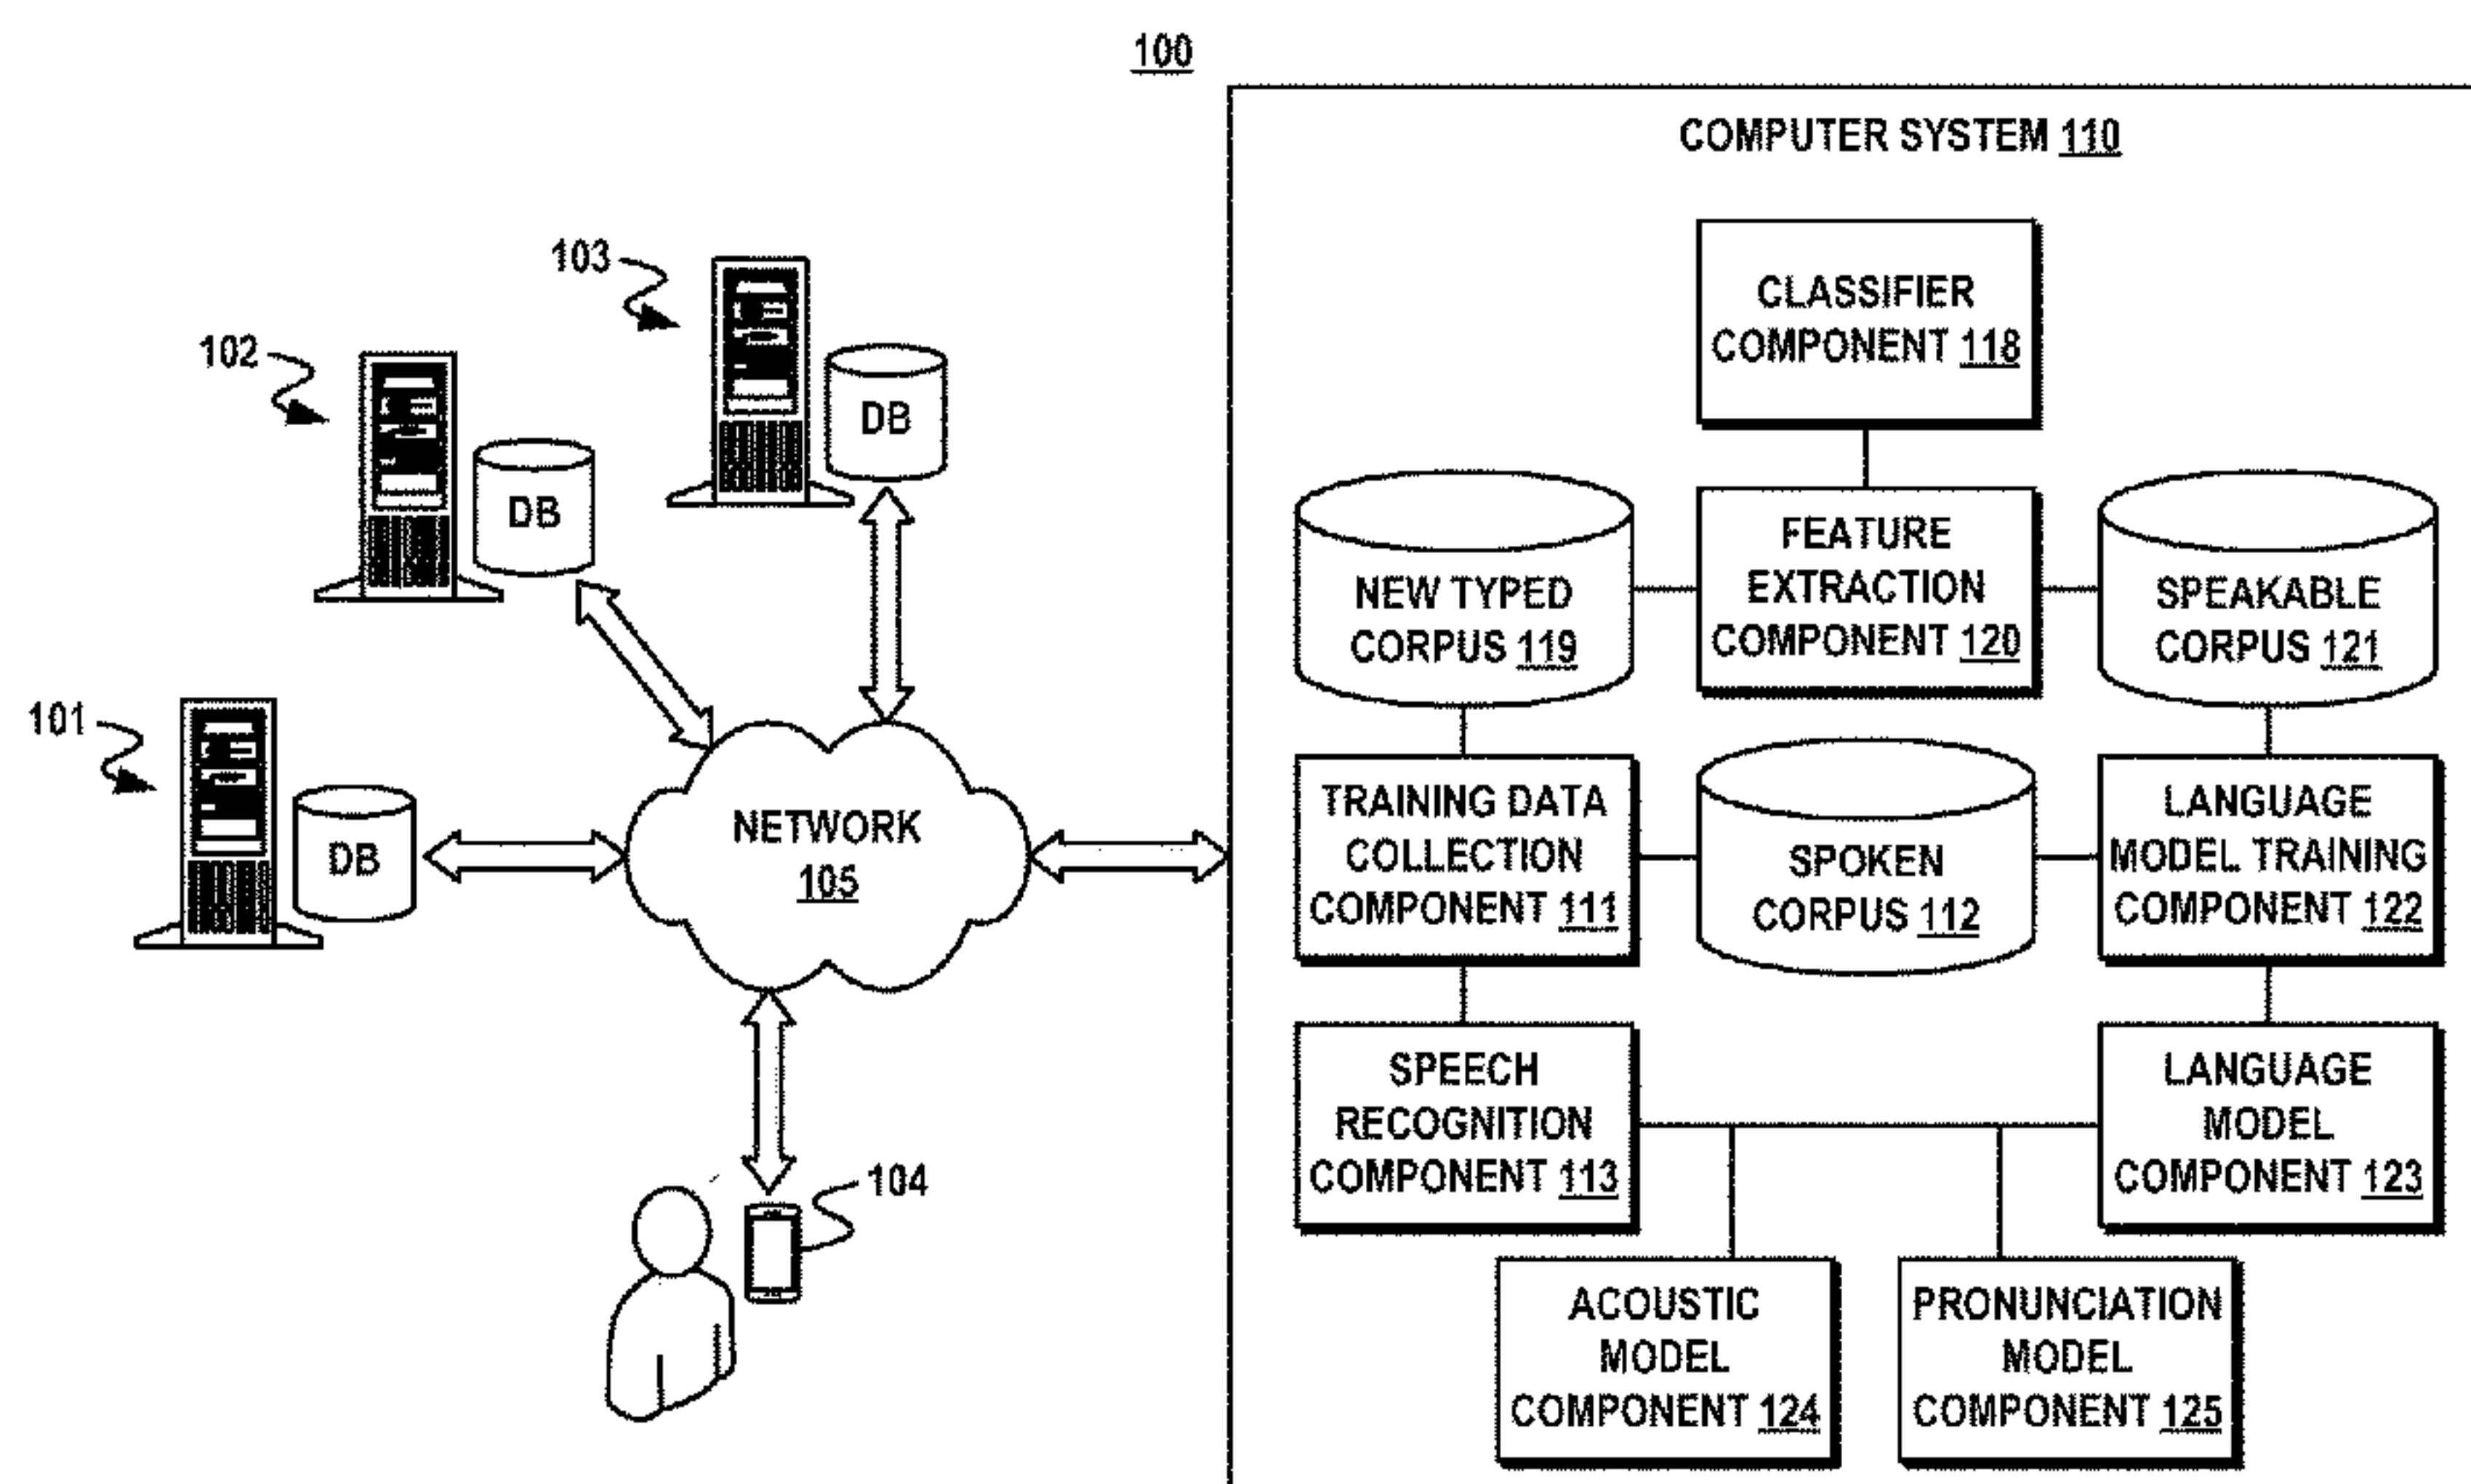 100
COMPUTER SYSTEM 110
103
DB
102
DB
101
DB
NETWORK
105
104
CLASSIFIER
COMPONENT 118
NEW TYPED
CORPUS 119
FEATURE
EXTRACTION
COMPONENT 120
SPEAKABLE
CORPUS 121
TRAINING DATA
COLLECTION
COMPONENT 111
SPOKEN
CORPUS 112
LANGUAGE
MODEL TRAINING
COMPONENT 122
SPEECH
RECOGNITION
COMPONENT 113
LANGUAGE
MODEL
COMPONENT 123
ACOUSTIC
MODEL
COMPONENT 124
PRONUNCIATION
MODEL
COMPONENT 125